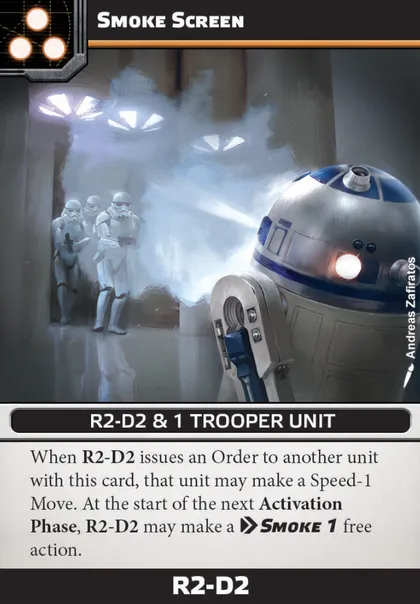 SMOKE SCREEN
Andreas Zafiratos
R2-D2 & 1 TROOPER UNIT
When R2-D2 issues an Order to another unit
with this card, that unit may make a Speed-1
Move. At the start of the next Activation
Phase, R2-D2 may make a SMOKE 1 free
action.
R2-D2